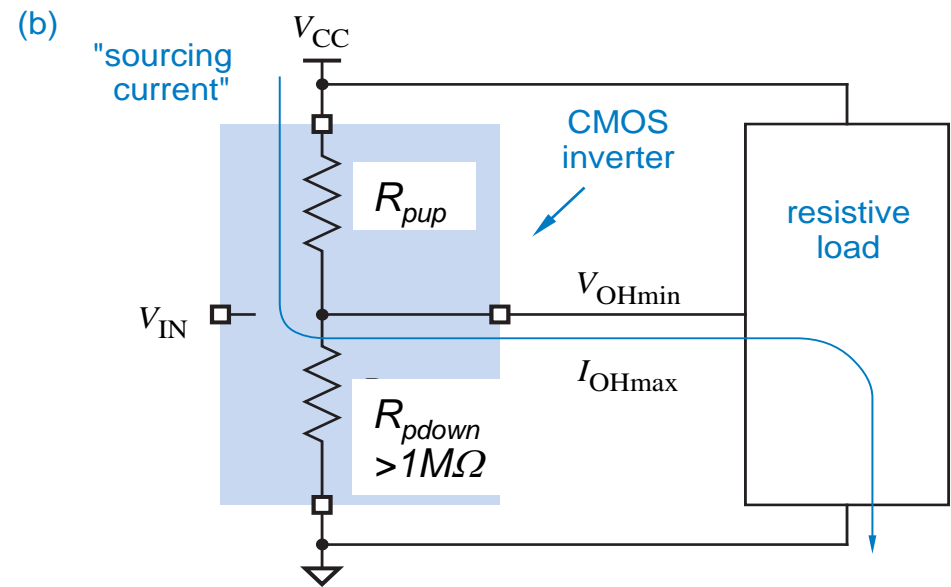 (b)
"sourcing
current"
V_CC
CMOS
inverter
R_pup
resistive
load
V_IN
V_OHmin
I_OHmax
R_pdown
>1MΩ